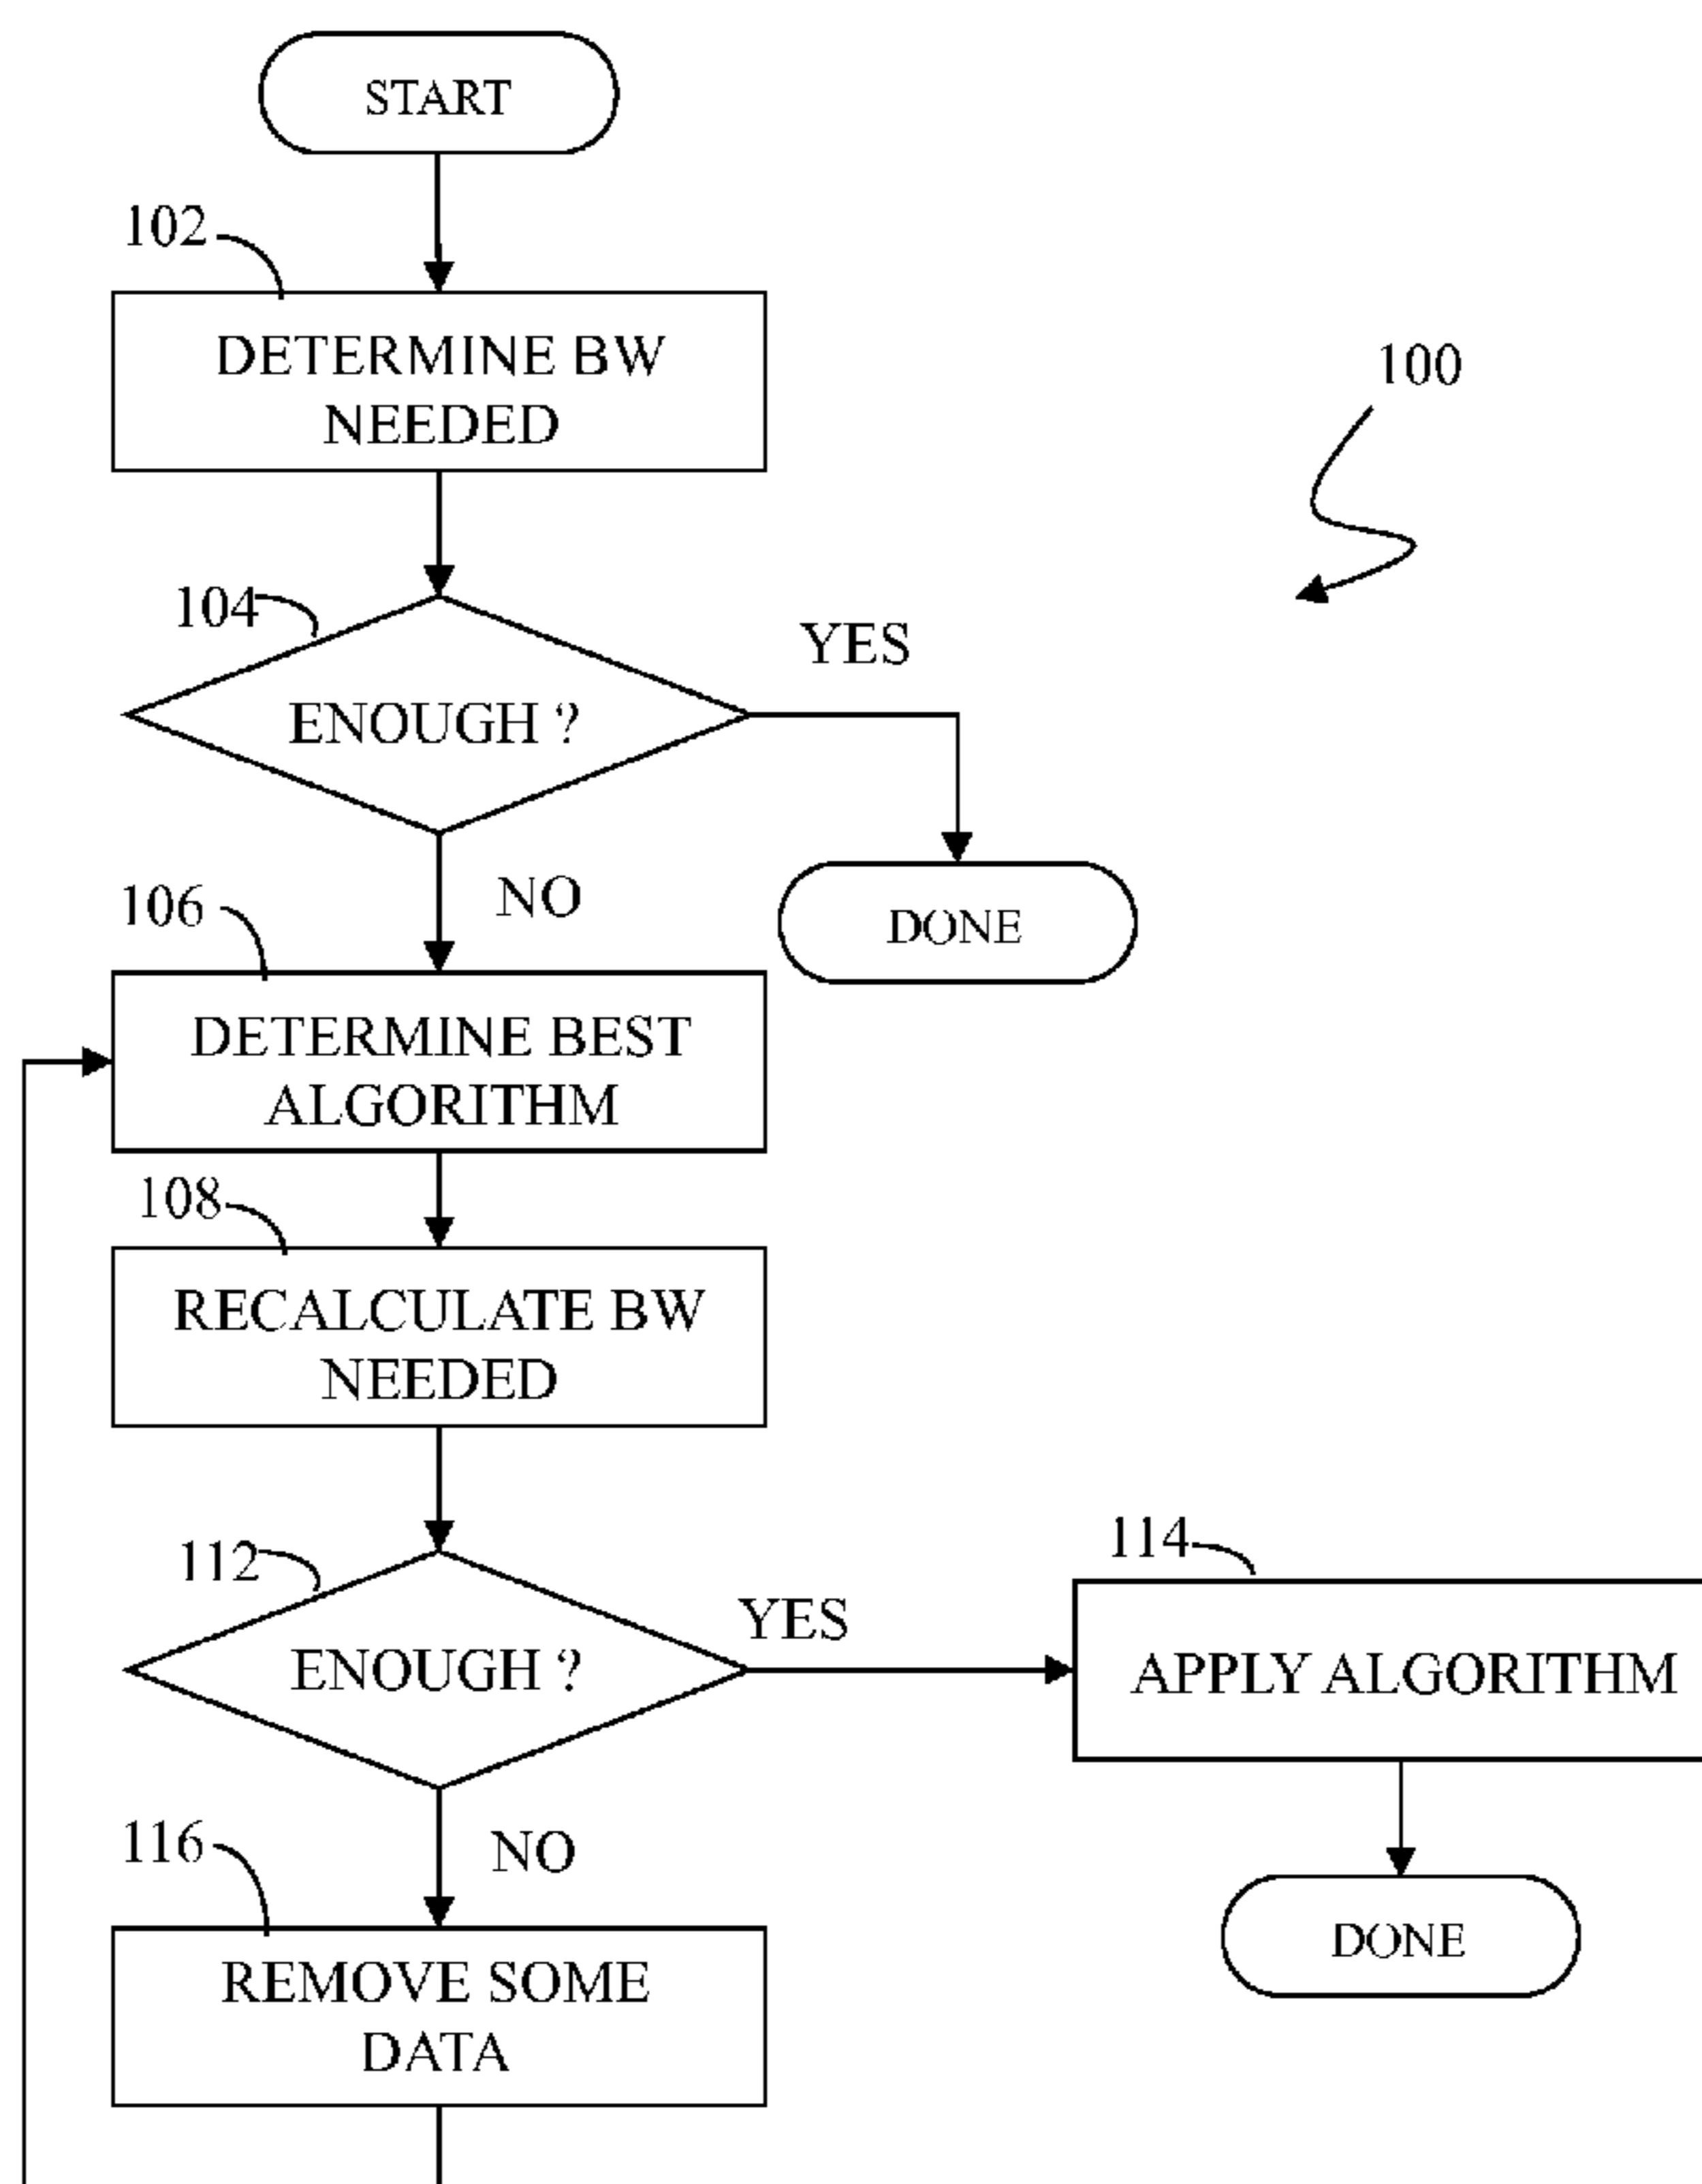 START
102
DETERMINE BW
NEEDED
100
104
ENOUGH ?
YES
NO
DONE
106
DETERMINE BEST
ALGORITHM
108
RECALCULATE BW
NEEDED
112
ENOUGH ?
YES
114
APPLY ALGORITHM
NO
DONE
116
REMOVE SOME
DATA